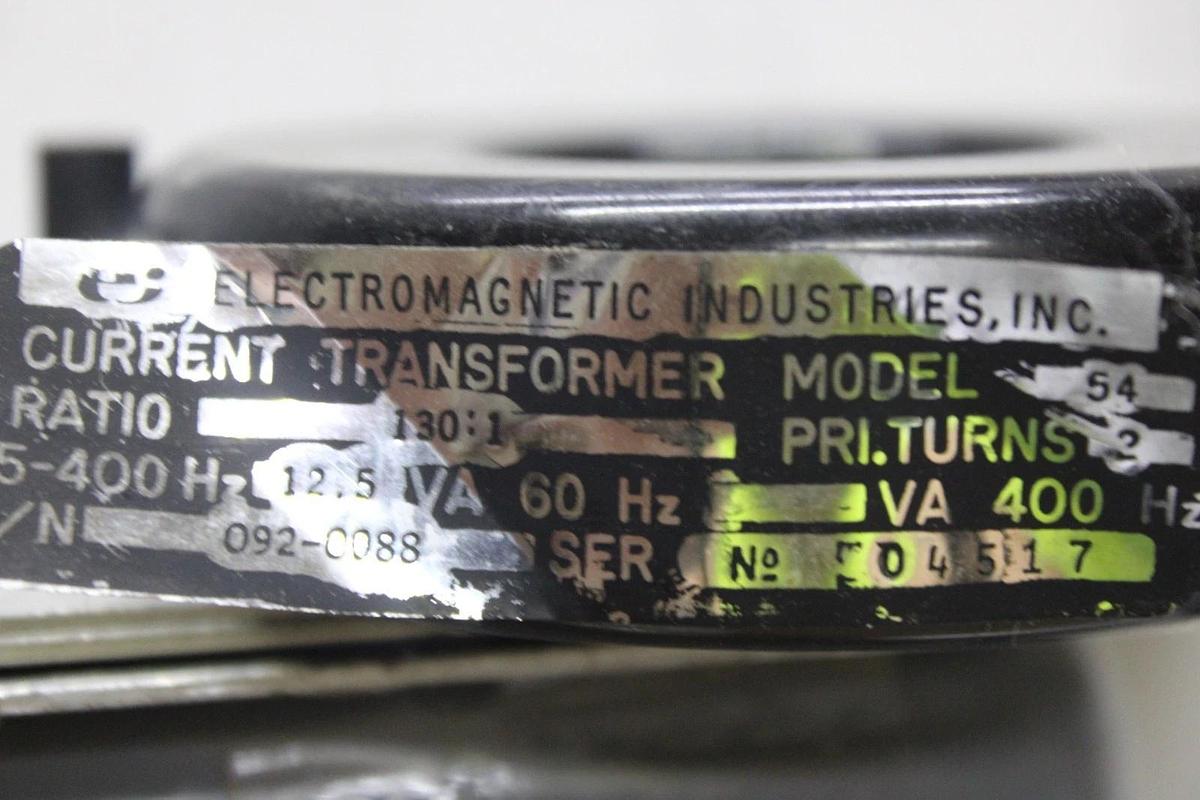 ELECTROMAGNETIC INDUSTRIES, INC.
CURRENT TRANSFORMER MODEL 54
RATIO 130:1 PRI.TURNS 2
5-400 Hz 12.5 VA 60 Hz - VA 400 Hz
/N 092-0088 SER Nº 04517